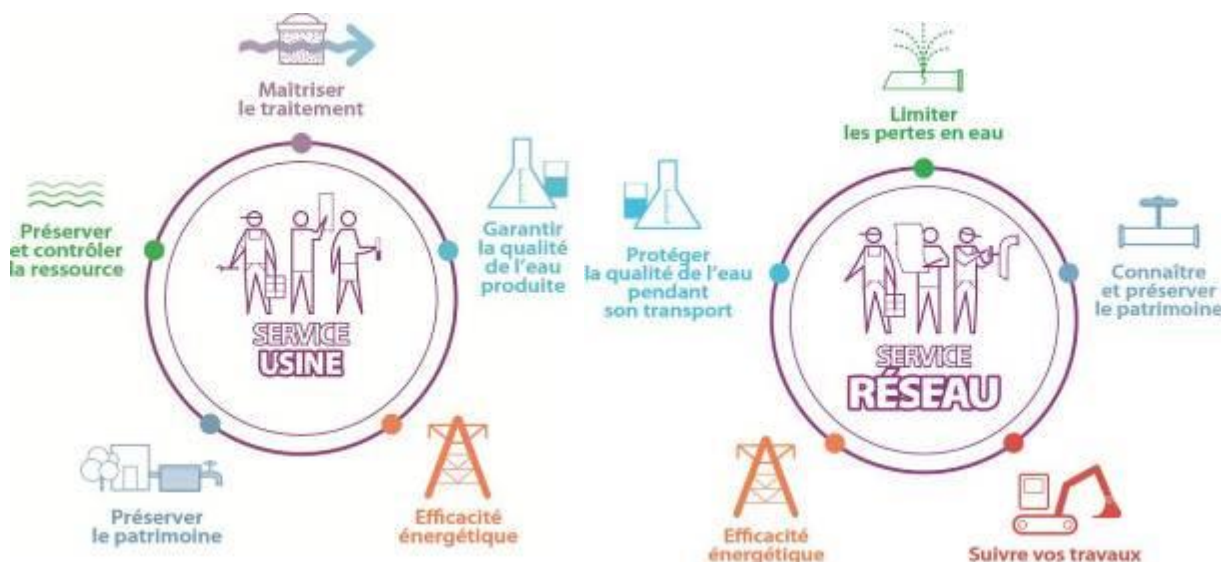 Maîtriser
le traitement
Garantir
la qualité
de l'eau
produite
Efficacité
énergétique
Préserver
le patrimoine
Préserver
et contrôler
la ressource
SERVICE
USINE
Limiter
les pertes en eau
Connaître
et préserver
le patrimoine
Suivre vos travaux
Efficacité
énergétique
Protéger
la qualité de l'eau
pendant
son transport
SERVICE
RÉSEAU